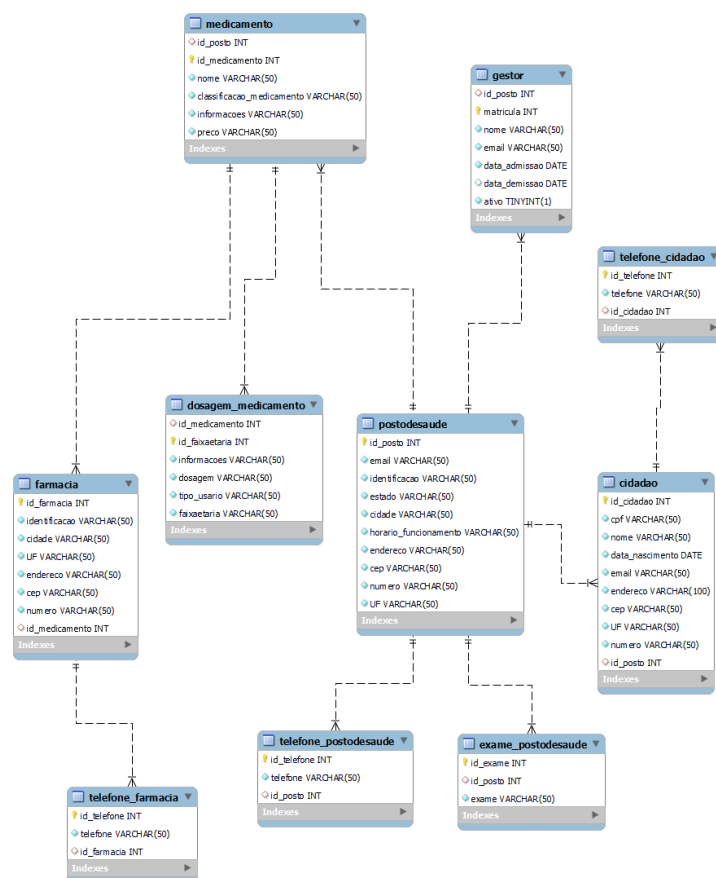 medicamento
id_posto INT
id_medicamento INT
nome VARCHAR(50)
classificacao_medicamento VARCHAR(50)
informacoes VARCHAR(50)
preco VARCHAR(50)
Indexes
gestor
id_posto INT
matricula INT
nome VARCHAR(50)
email VARCHAR(50)
data_admissao DATE
data_demissao DATE
ativo TINYINT(1)
Indexes
telefone_cidadao
id_telefone INT
telefone VARCHAR(50)
id_cidadao INT
Indexes
dosagem_medicamento
id_medicamento INT
id_faixaetaria INT
informacoes VARCHAR(50)
dosagem VARCHAR(50)
tipo_usario VARCHAR(50)
faixaetaria VARCHAR(50)
Indexes
postodesaude
id_posto INT
email VARCHAR(50)
identificacao VARCHAR(50)
estado VARCHAR(50)
cidade VARCHAR(50)
horario_funcionamento VARCHAR(50)
endereco VARCHAR(50)
cep VARCHAR(50)
numero VARCHAR(50)
UF VARCHAR(50)
Indexes
farmacia
id_farmacia INT
identificacao VARCHAR(50)
cidade VARCHAR(50)
UF VARCHAR(50)
endereco VARCHAR(50)
cep VARCHAR(50)
numero VARCHAR(50)
id_medicamento INT
Indexes
cidadao
id_cidadao INT
cpf VARCHAR(50)
nome VARCHAR(50)
data_nascimento DATE
email VARCHAR(50)
endereco VARCHAR(100)
cep VARCHAR(50)
UF VARCHAR(50)
numero VARCHAR(50)
id_posto INT
Indexes
telefone_postodesaude
id_telefone INT
telefone VARCHAR(50)
id_posto INT
Indexes
exame_postodesaude
id_exame INT
id_posto INT
exame VARCHAR(50)
Indexes
telefone_farmacia
id_telefone INT
telefone VARCHAR(50)
id_farmacia INT
Indexes